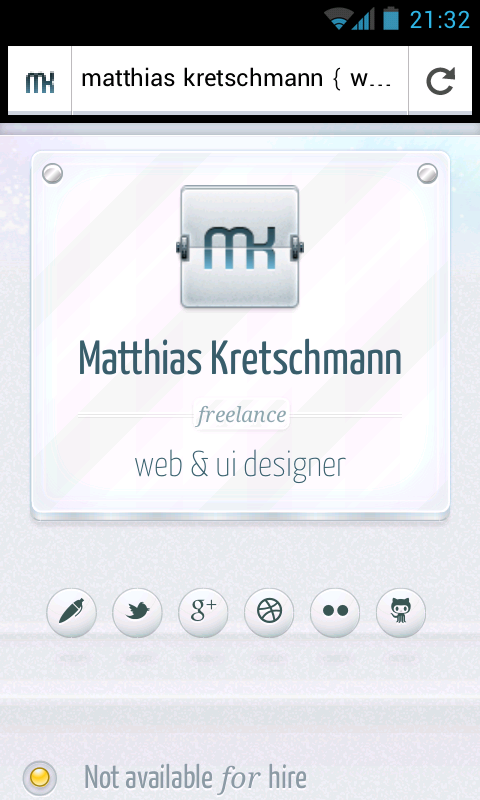 21:32
mk
matthias kretschmann { w...
mk
Matthias Kretschmann
freelance
web & ui designer
g+
Not available for hire